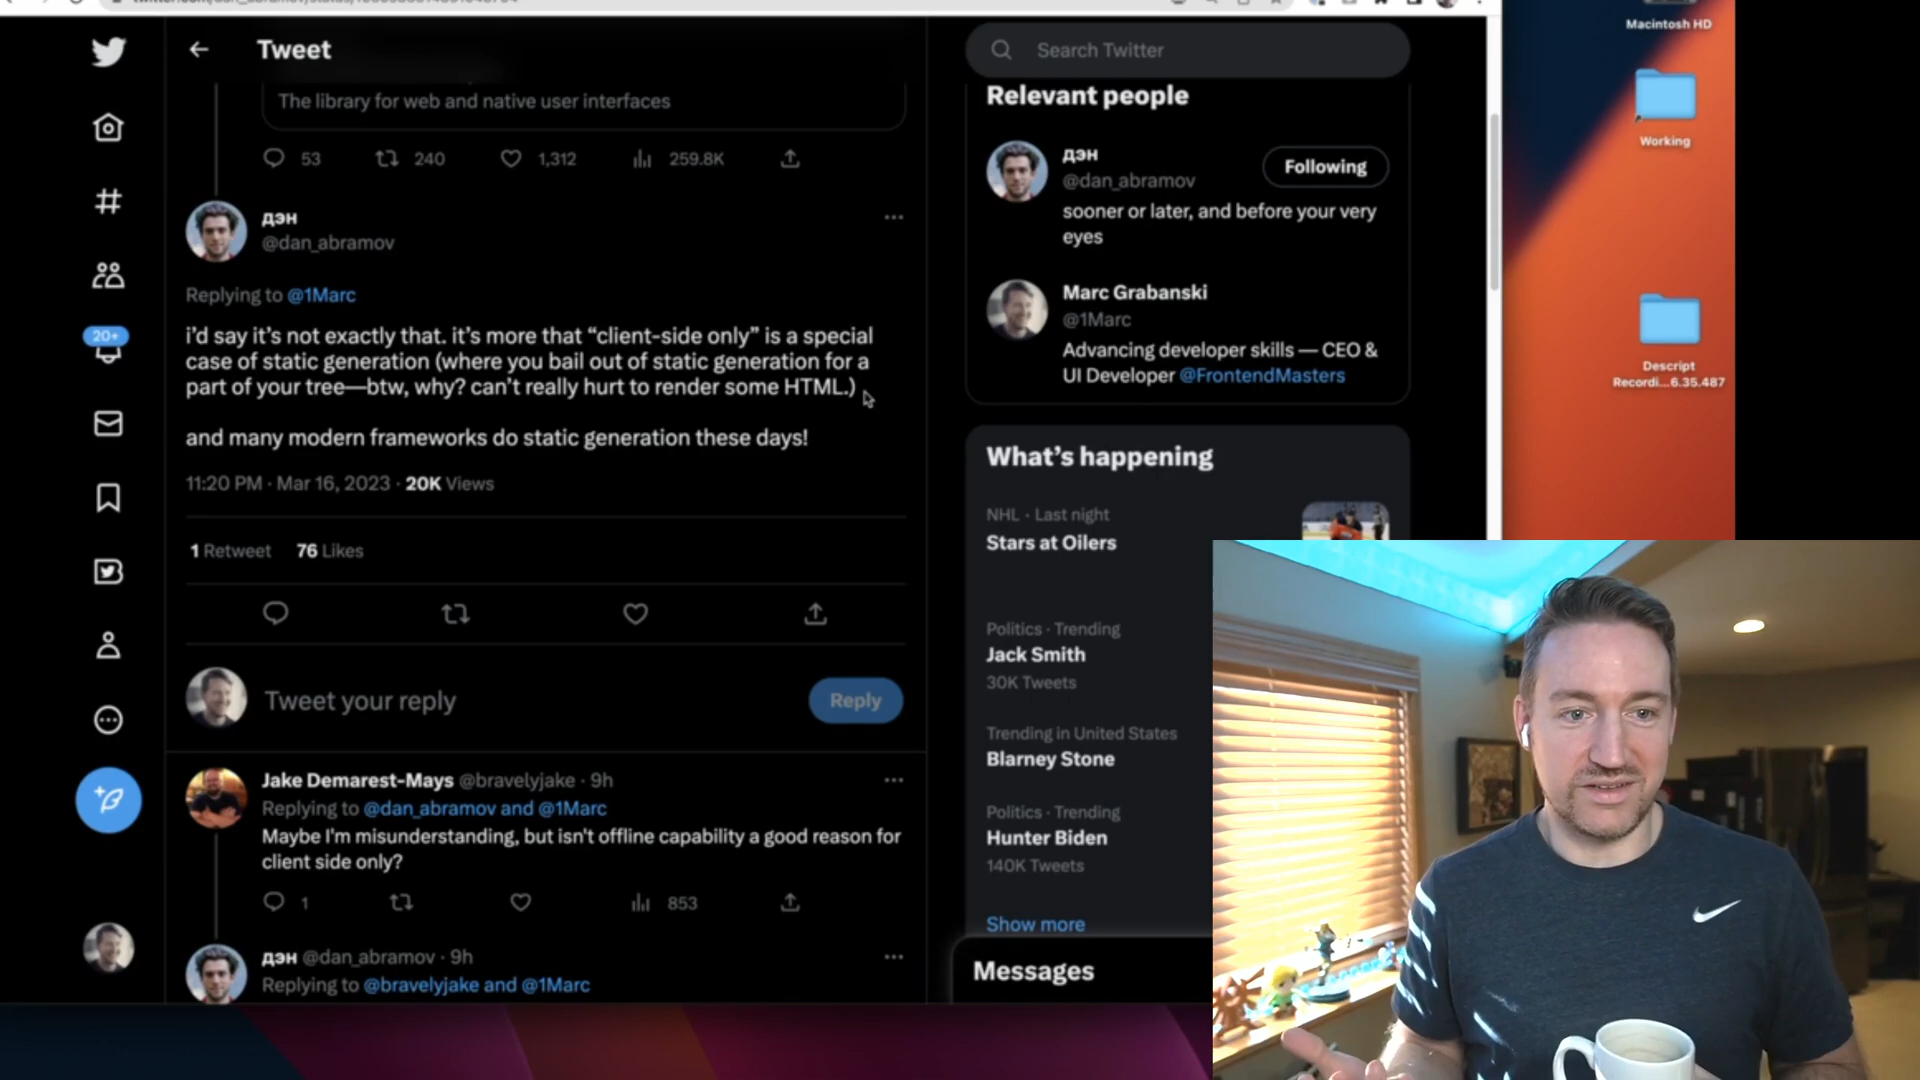 Tweet
The library for web and native user interfaces
53 240 1,312 259.8K
дэн
@dan_abramov
Replying to @1Marc
i'd say it's not exactly that. it's more that “client-side only” is a special
case of static generation (where you bail out of static generation for a
part of your tree—btw, why? can't really hurt to render some HTML.)
and many modern frameworks do static generation these days!
11:20 PM · Mar 16, 2023 · 20K Views
1 Retweet 76 Likes
Tweet your reply
Reply
Jake Demarest-Mays @bravelyjake · 9h
Replying to @dan_abramov and @1Marc
Maybe I'm misunderstanding, but isn't offline capability a good reason for
client side only?
1 853
дэн @dan_abramov · 9h
Replying to @bravelyjake and @1Marc
20+
Search Twitter
Relevant people
дэн
@dan_abramov
Following
sooner or later, and before your very
eyes
Marc Grabanski
@1Marc
Advancing developer skills — CEO &
UI Developer @FrontendMasters
What's happening
NHL · Last night
Stars at Oilers
Politics · Trending
Jack Smith
30K Tweets
Trending in United States
Blarney Stone
Politics · Trending
Hunter Biden
140K Tweets
Show more
Messages
Macintosh HD
Working
Descript
Recordi...6.35.487